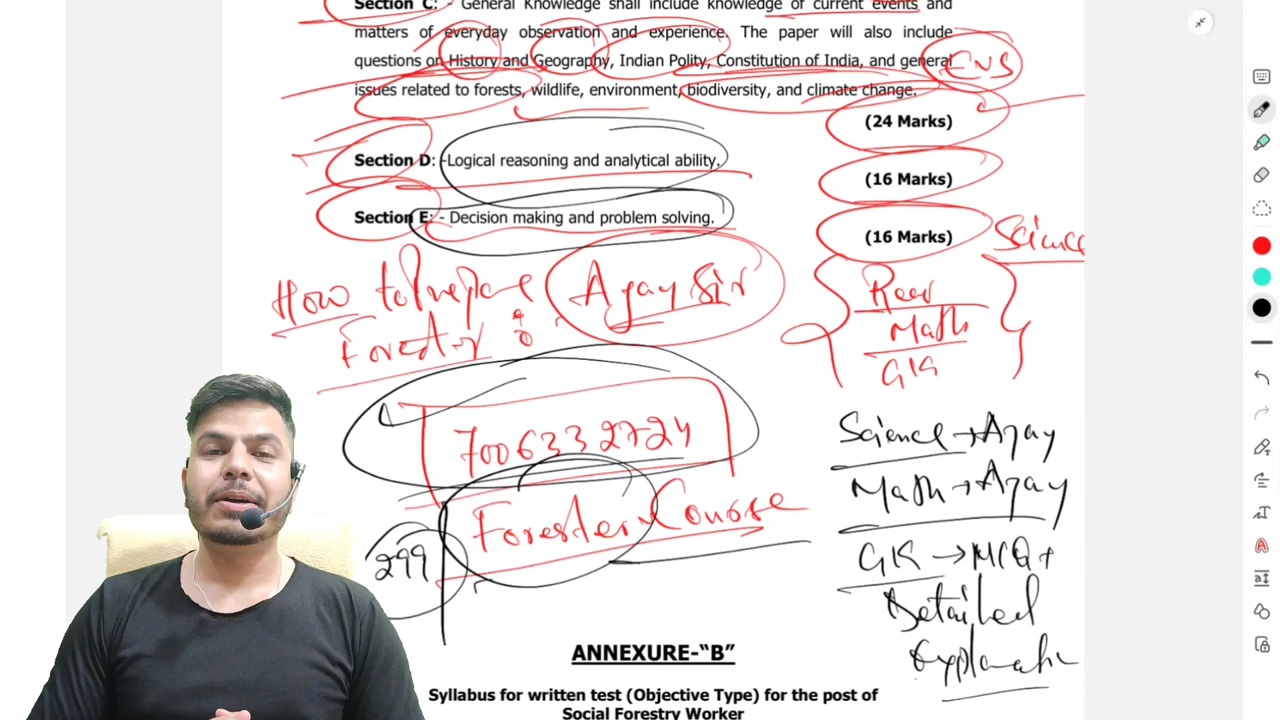 Section C: - General Knowledge shall include knowledge of current events and
matters of everyday observation and experience. The paper will also include
questions on History and Geography, Indian Polity, Constitution of India, and general
issues related to forests, wildlife, environment, biodiversity, and climate change.
EVS
(24 Marks)
Section D: -Logical reasoning and analytical ability.
(16 Marks)
Section E: - Decision making and problem solving.
(16 Marks)
Science
How to Prepare
Forestry :
Ajay Sir
Reas
Math
GK
7006332724
Forester Course
299
Science → Ajay
Math → Ajay
GK → MCQ +
Detailed
Explanation
ANNEXURE-“B”
Syllabus for written test (Objective Type) for the post of
Social Forestry Worker